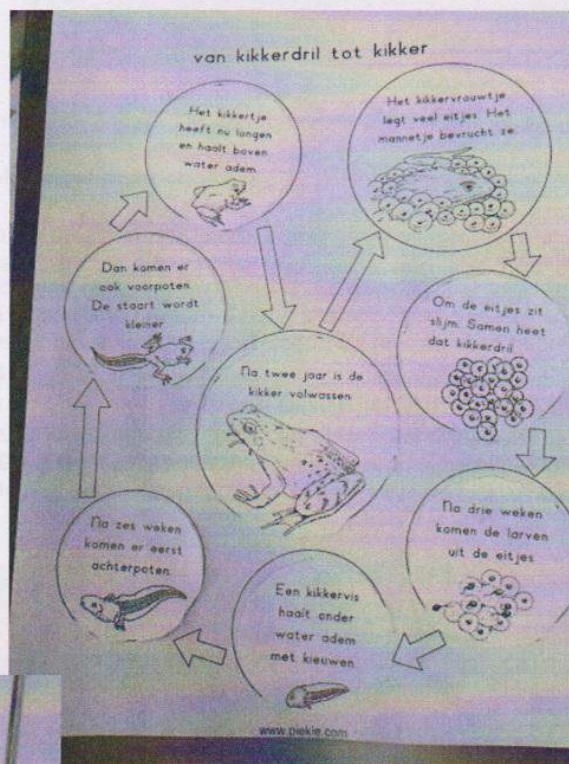 van kikkerdril tot kikker
Het kikkertje
heeft nu longen
en haalt boven
water adem
Het kikkervrouwtje
legt veel eitjes. Het
mannetje bevrucht ze.
Dan komen er
ook voorpoten.
De staart wordt
kleiner
Om de eitjes zit
slijm. Samen heet
dat kikkerdril.
Na twee jaar is de
kikker volwassen.
Na zes weken
komen er eerst
achterpoten.
Na drie weken
komen de larven
uit de eitjes
Een kikkervis
haalt onder
water adem
met kieuwen.
www.piekie.com